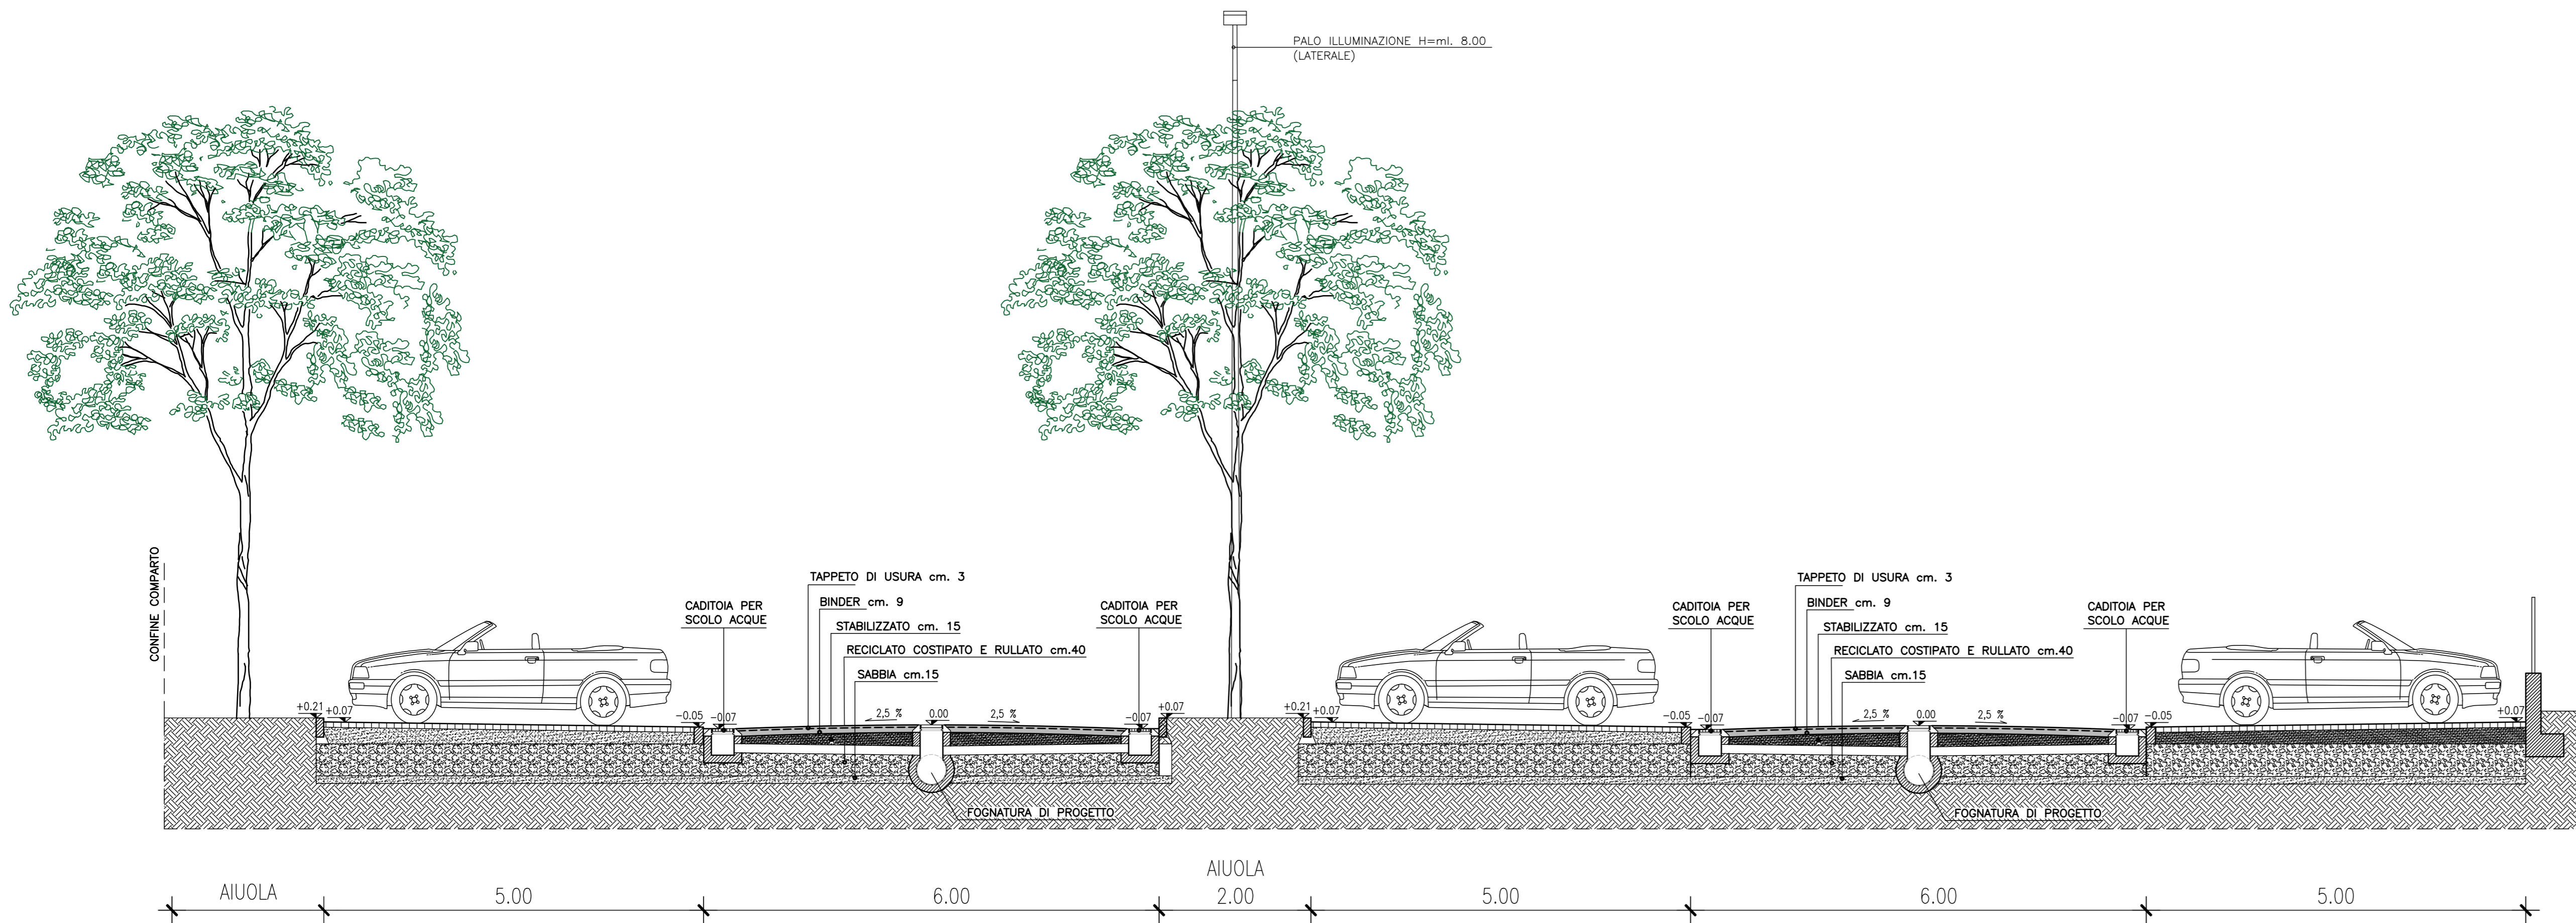 PALO ILLUMINAZIONE H=ml. 8.00
(LATERALE)
CONFINE COMPARTO
TAPPETO DI USURA cm. 3
BINDER cm. 9
STABILIZZATO cm. 15
RECICLATO COSTIPATO E RULLATO cm.40
SABBIA cm.15
CADITOIA PER
SCOLO ACQUE
CADITOIA PER
SCOLO ACQUE
TAPPETO DI USURA cm. 3
BINDER cm. 9
STABILIZZATO cm. 15
RECICLATO COSTIPATO E RULLATO cm.40
SABBIA cm.15
CADITOIA PER
SCOLO ACQUE
CADITOIA PER
SCOLO ACQUE
+0.21 +0.07 -0.05 -0.07 2,5 % 0.00 2,5 % -0.07 +0.07 +0.21 +0.07 -0.05 -0.07 2,5 % 0.00 2,5 % -0.07 -0.05 +0.07
FOGNATURA DI PROGETTO
FOGNATURA DI PROGETTO
AIUOLA
AIUOLA 5.00 6.00 2.00 5.00 6.00 5.00